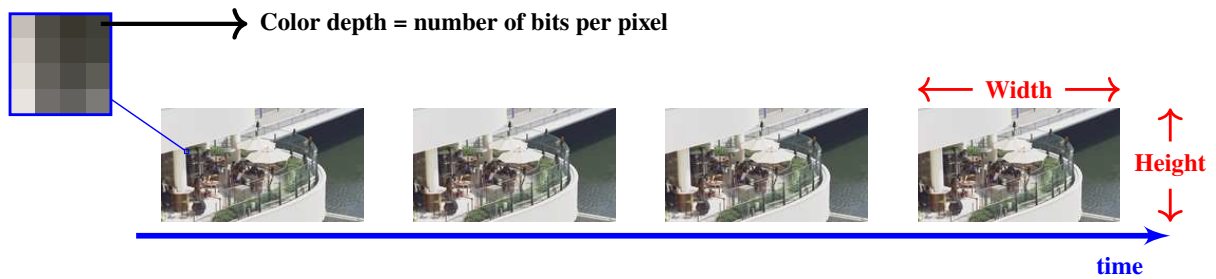 Color depth = number of bits per pixel
Width
Height
time